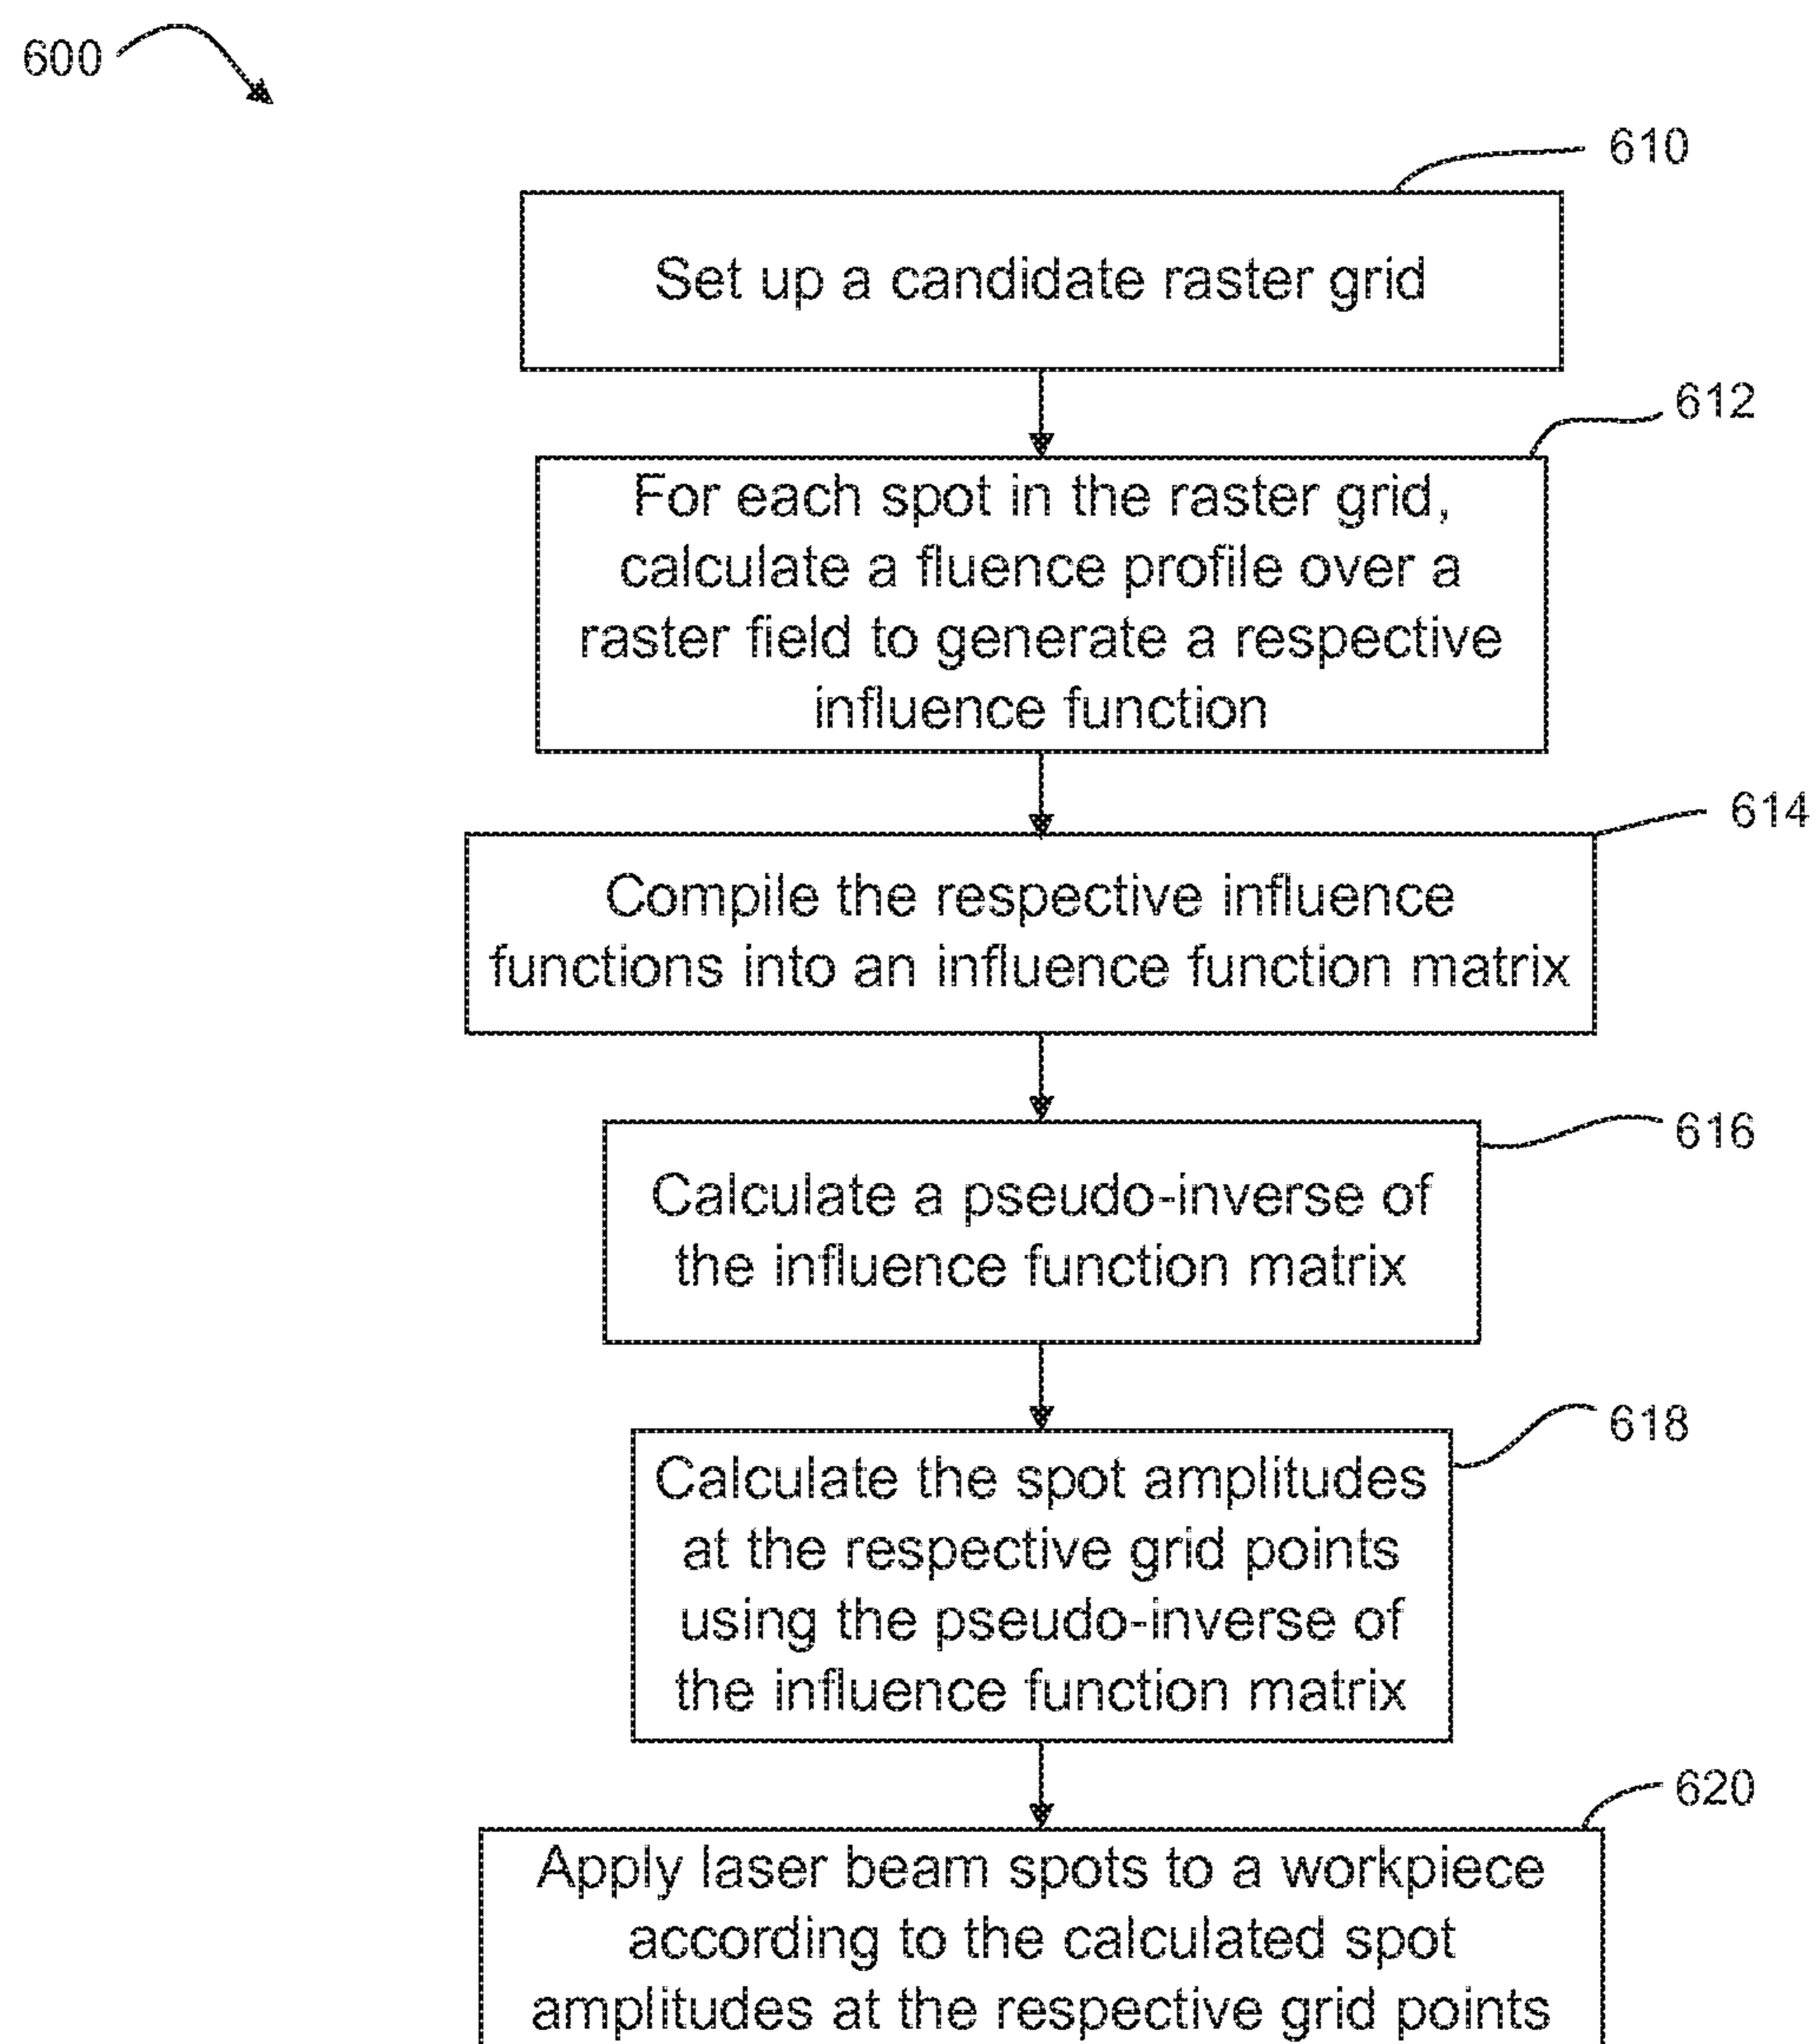 600
610
Set up a candidate raster grid
612
For each spot in the raster grid,
calculate a fluence profile over a
raster field to generate a respective
influence function
614
Compile the respective influence
functions into an influence function matrix
616
Calculate a pseudo-inverse of
the influence function matrix
618
Calculate the spot amplitudes
at the respective grid points
using the pseudo-inverse of
the influence function matrix
620
Apply laser beam spots to a workpiece
according to the calculated spot
amplitudes at the respective grid points